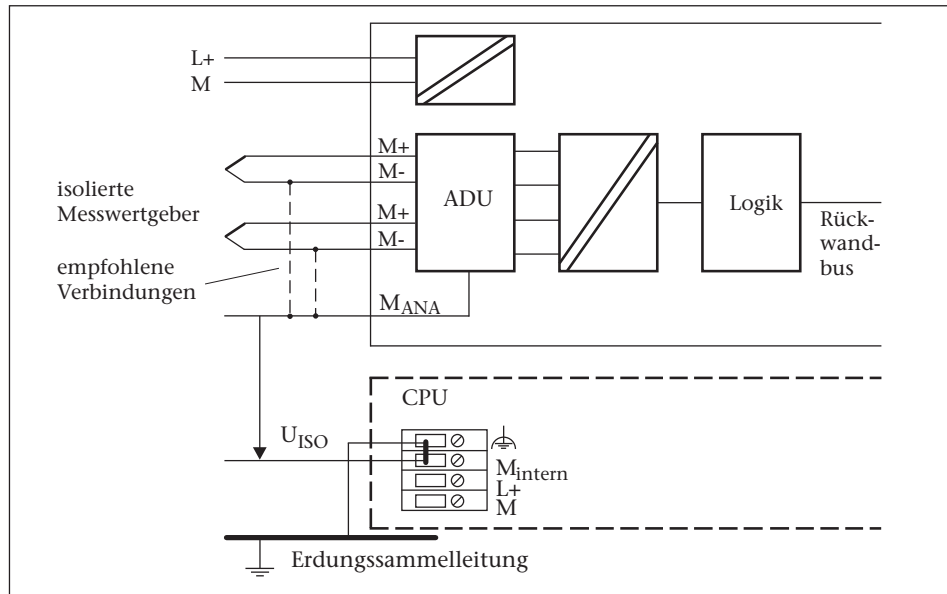 L+
M
M+
M-
ADU
Logik
isolierte
Messwertgeber
M+
M-
Rück-
wand-
bus
empfohlene
Verbindungen
MANA
CPU
UISO
Mintern
L+
M
Erdungssammelleitung